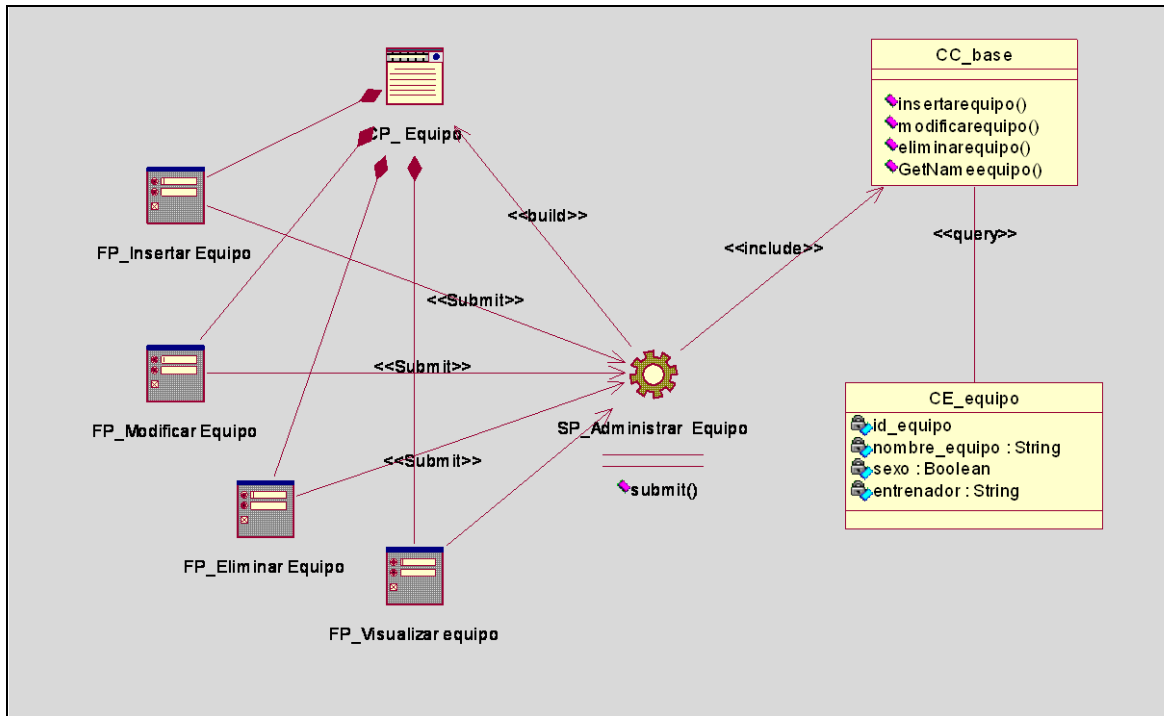 CC_base
CP_ Equipo
insertarequipo()
modificarequipo()
eliminarequipo()
GetNameequipo()
<<build>>
<<query>>
<<include>>
FP_Insertar Equipo
<<Submit>>
<<Submit>>
CE_equipo
FP_Modificar Equipo
SP_Administrar Equipo
id_equipo
nombre_equipo : String
sexo : Boolean
entrenador : String
<<Submit>>
submit()
FP_Eliminar Equipo
FP_Visualizar equipo